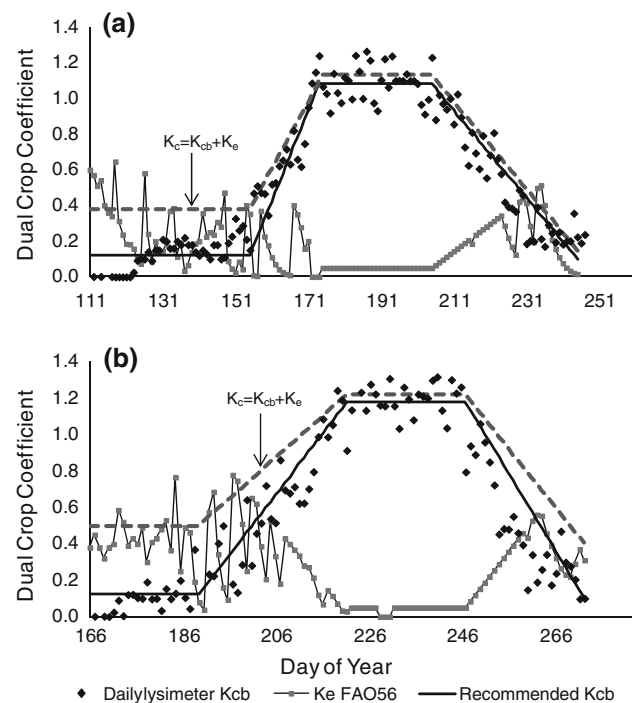 (a)
Dual Crop Coefficient
1.4
1.2
1.0
0.8
0.6
0.4
0.2
0.0
Kc=Kcb+Ke
111 131 151 171 191 211 231 251
(b)
Dual Crop Coefficient
1.4
1.2
1.0
0.8
0.6
0.4
0.2
0.0
Kc=Kcb+Ke
166 186 206 226 246 266
Day of Year
Dailylysimeter Kcb Ke FAO56 Recommended Kcb